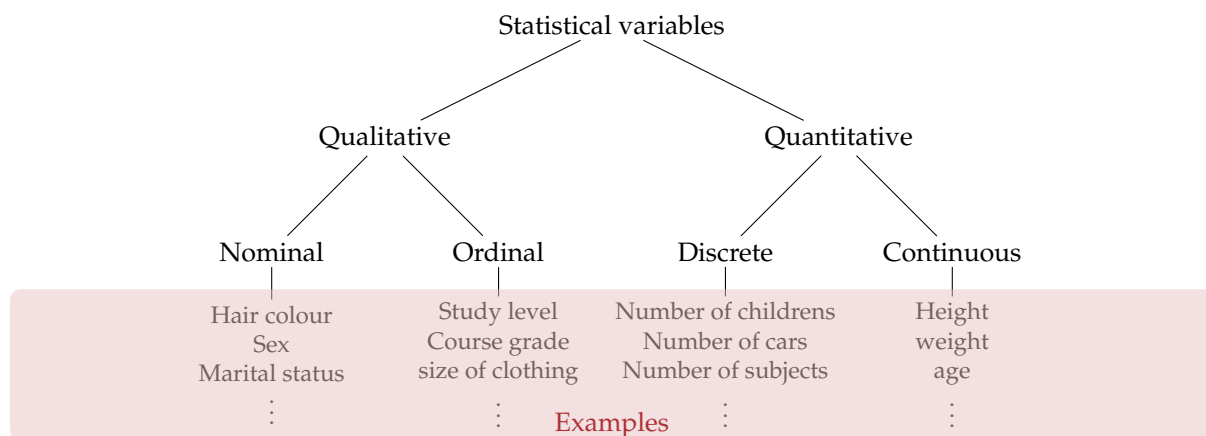 Statistical variables
Qualitative Quantitative
Nominal Ordinal Discrete Continuous
Hair colour Study level Number of childrens Height
Sex Course grade Number of cars weight
Marital status size of clothing Number of subjects age
⋮ ⋮ ⋮ ⋮
Examples